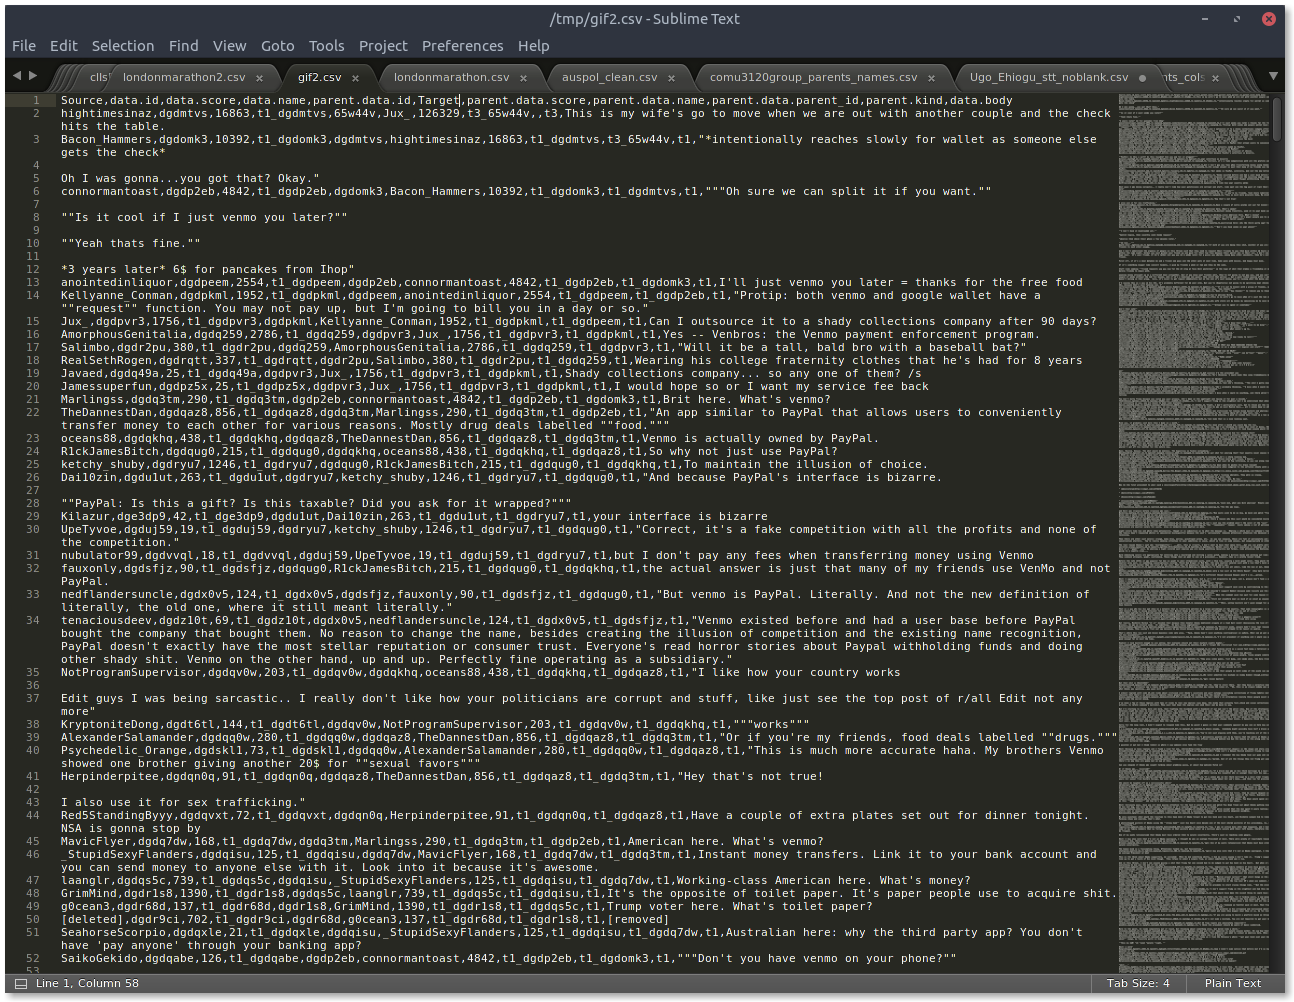 /tmp/gif2.csv - Sublime Text
File Edit Selection Find View Goto Tools Project Preferences Help
clls londonmarathon2.csv × gif2.csv × londonmarathon.csv × auspol_clean.csv × comu3120group_parents_names.csv × Ugo_Ehiogu_stt_noblank.csv ● nts_cols ×
1 Source,data.id,data.score,data.name,parent.data.id,Target,parent.data.score,parent.data.name,parent.data.parent_id,parent.kind,data.body
2 hightimesinaz,dgdmtvs,16863,t1_dgdmtvs,65w44v,Jux_,126329,t3_65w44v,,t3,This is my wife's go to move when we are out with another couple and the check
hits the table.
3 Bacon_Hammers,dgdomk3,10392,t1_dgdomk3,dgdmtvs,hightimesinaz,16863,t1_dgdmtvs,t3_65w44v,t1,"*intentionally reaches slowly for wallet as someone else
gets the check*
4
5 Oh I was gonna...you got that? Okay."
6 connormantoast,dgdp2eb,4842,t1_dgdp2eb,dgdomk3,Bacon_Hammers,10392,t1_dgdomk3,t1_dgdmtvs,t1,"""Oh sure we can split it if you want.""
7
8 ""Is it cool if I just venmo you later?""
9
10 ""Yeah thats fine.""
11
12 *3 years later* 6$ for pancakes from Ihop"
13 anointedinliquor,dgdpeem,2554,t1_dgdpeem,dgdp2eb,connormantoast,4842,t1_dgdp2eb,t1_dgdomk3,t1,I'll just venmo you later = thanks for the free food
14 Kellyanne_Conman,dgdpkml,1952,t1_dgdpkml,dgdpeem,anointedinliquor,2554,t1_dgdpeem,t1_dgdp2eb,t1,"Protip: both venmo and google wallet have a
""request"" function. You may not pay up, but I'm going to bill you in a day or so."
15 Jux_,dgdpvr3,1756,t1_dgdpvr3,dgdpkml,Kellyanne_Conman,1952,t1_dgdpkml,t1_dgdpeem,t1,Can I outsource it to a shady collections company after 90 days?
16 AmorphousGenitalia,dgdq259,2786,t1_dgdq259,dgdpvr3,Jux_,1756,t1_dgdpvr3,t1_dgdpkml,t1,Yes -- Venbros: the Venmo payment enforcement program.
17 Salimbo,dgdr2pu,380,t1_dgdr2pu,dgdq259,AmorphousGenitalia,2786,t1_dgdq259,t1_dgdpvr3,t1,"Will it be a tall, bald bro with a baseball bat?"
18 RealSethRogen,dgdrqtt,337,t1_dgdrqtt,dgdr2pu,Salimbo,380,t1_dgdr2pu,t1_dgdq259,t1,Wearing his college fraternity clothes that he's had for 8 years
19 Javaed,dgdq49a,25,t1_dgdq49a,dgdpvr3,Jux_,1756,t1_dgdpvr3,t1_dgdpkml,t1,Shady collections company... so any one of them? /s
20 Jamessuperfun,dgdpz5x,25,t1_dgdpz5x,dgdpvr3,Jux_,1756,t1_dgdpvr3,t1_dgdpkml,t1,I would hope so or I want my service fee back
21 Marlingss,dgdq3tm,290,t1_dgdq3tm,dgdp2eb,connormantoast,4842,t1_dgdp2eb,t1_dgdomk3,t1,Brit here. What's venmo?
22 TheDannestDan,dgdqaz8,856,t1_dgdqaz8,dgdq3tm,Marlingss,290,t1_dgdq3tm,t1_dgdp2eb,t1,"An app similar to PayPal that allows users to conveniently
transfer money to each other for various reasons. Mostly drug deals labelled ""food."""
23 oceans88,dgdqkhq,438,t1_dgdqkhq,dgdqaz8,TheDannestDan,856,t1_dgdqaz8,t1_dgdq3tm,t1,Venmo is actually owned by PayPal.
24 R1ckJamesBitch,dgdqug0,215,t1_dgdqug0,dgdqkhq,oceans88,438,t1_dgdqkhq,t1_dgdqaz8,t1,So why not just use PayPal?
25 ketchy_shuby,dgdryu7,1246,t1_dgdryu7,dgdqug0,R1ckJamesBitch,215,t1_dgdqug0,t1_dgdqkhq,t1,To maintain the illusion of choice.
26 Dai10zin,dgdu1ut,263,t1_dgdu1ut,dgdryu7,ketchy_shuby,1246,t1_dgdryu7,t1_dgdqug0,t1,"And because PayPal's interface is bizarre.
27
28 ""PayPal: Is this a gift? Is this taxable? Did you ask for it wrapped?"""
29 Kilazur,dge3dp9,42,t1_dge3dp9,dgdu1ut,Dai10zin,263,t1_dgdu1ut,t1_dgdryu7,t1,your interface is bizarre
30 UpeTyvoe,dgduj59,19,t1_dgduj59,dgdryu7,ketchy_shuby,1246,t1_dgdryu7,t1_dgdqug0,t1,"Correct, it's a fake competition with all the profits and none of
the competition."
31 nubulator99,dgdvvql,18,t1_dgdvvql,dgduj59,UpeTyvoe,19,t1_dgduj59,t1_dgdryu7,t1,but I don't pay any fees when transferring money using Venmo
32 fauxonly,dgdsfjz,90,t1_dgdsfjz,dgdqug0,R1ckJamesBitch,215,t1_dgdqug0,t1_dgdqkhq,t1,the actual answer is just that many of my friends use VenMo and not
PayPal.
33 nedflandersuncle,dgdx0v5,124,t1_dgdx0v5,dgdsfjz,fauxonly,90,t1_dgdsfjz,t1_dgdqug0,t1,"But venmo is PayPal. Literally. And not the new definition of
literally, the old one, where it still meant literally."
34 tenaciousdeev,dgdz10t,69,t1_dgdz10t,dgdx0v5,nedflandersuncle,124,t1_dgdx0v5,t1_dgdsfjz,t1,"Venmo existed before and had a user base before PayPal
bought the company that bought them. No reason to change the name, besides creating the illusion of competition and the existing name recognition,
PayPal doesn't exactly have the most stellar reputation or consumer trust. Everyone's read horror stories about Paypal withholding funds and doing
other shady shit. Venmo on the other hand, up and up. Perfectly fine operating as a subsidiary."
35 NotProgramSupervisor,dgdqv0w,203,t1_dgdqv0w,dgdqkhq,oceans88,438,t1_dgdqkhq,t1_dgdqaz8,t1,"I like how your country works
36
37 Edit guys I was being sarcastic.. I really don't like how your politicians are corrupt and stuff, like just see the top post of r/all Edit not any
more"
38 KryptoniteDong,dgdt6tl,144,t1_dgdt6tl,dgdqv0w,NotProgramSupervisor,203,t1_dgdqv0w,t1_dgdqkhq,t1,"""works"""
39 AlexanderSalamander,dgdqq0w,280,t1_dgdqq0w,dgdqaz8,TheDannestDan,856,t1_dgdqaz8,t1_dgdq3tm,t1,"Or if you're my friends, food deals labelled ""drugs."""
40 Psychedelic_Orange,dgdskl1,73,t1_dgdskl1,dgdqq0w,AlexanderSalamander,280,t1_dgdqq0w,t1_dgdqaz8,t1,"This is much more accurate haha. My brothers Venmo
showed one brother giving another 20$ for ""sexual favors"""
41 Herpinderpitee,dgdqn0q,91,t1_dgdqn0q,dgdqaz8,TheDannestDan,856,t1_dgdqaz8,t1_dgdq3tm,t1,"Hey that's not true!
42
43 I also use it for sex trafficking."
44 Red5StandingByyy,dgdqvxt,72,t1_dgdqvxt,dgdqn0q,Herpinderpitee,91,t1_dgdqn0q,t1_dgdqaz8,t1,Have a couple of extra plates set out for dinner tonight.
NSA is gonna stop by
45 MavicFlyer,dgdq7dw,168,t1_dgdq7dw,dgdq3tm,Marlingss,290,t1_dgdq3tm,t1_dgdp2eb,t1,American here. What's venmo?
46 _StupidSexyFlanders,dgdqisu,125,t1_dgdqisu,dgdq7dw,MavicFlyer,168,t1_dgdq7dw,t1_dgdq3tm,t1,Instant money transfers. Link it to your bank account and
you can send money to anyone else with it. Look into it because it's awesome.
47 laanglr,dgdqs5c,739,t1_dgdqs5c,dgdqisu,_StupidSexyFlanders,125,t1_dgdqisu,t1_dgdq7dw,t1,Working-class American here. What's money?
48 GrimMind,dgdr1s8,1390,t1_dgdr1s8,dgdqs5c,laanglr,739,t1_dgdqs5c,t1_dgdqisu,t1,It's the opposite of toilet paper. It's paper people use to acquire shit.
49 g0cean3,dgdr68d,137,t1_dgdr68d,dgdr1s8,GrimMind,1390,t1_dgdr1s8,t1_dgdqs5c,t1,Trump voter here. What's toilet paper?
50 [deleted],dgdr9ci,702,t1_dgdr9ci,dgdr68d,g0cean3,137,t1_dgdr68d,t1_dgdr1s8,t1,[removed]
51 SeahorseScorpio,dgdqxle,21,t1_dgdqxle,dgdqisu,_StupidSexyFlanders,125,t1_dgdqisu,t1_dgdq7dw,t1,Australian here: why the third party app? You don't
have 'pay anyone' through your banking app?
52 SaikoGekido,dgdqabe,126,t1_dgdqabe,dgdp2eb,connormantoast,4842,t1_dgdp2eb,t1_dgdomk3,t1,"""Don't you have venmo on your phone?""
53
Line 1, Column 58 Tab Size: 4 Plain Text